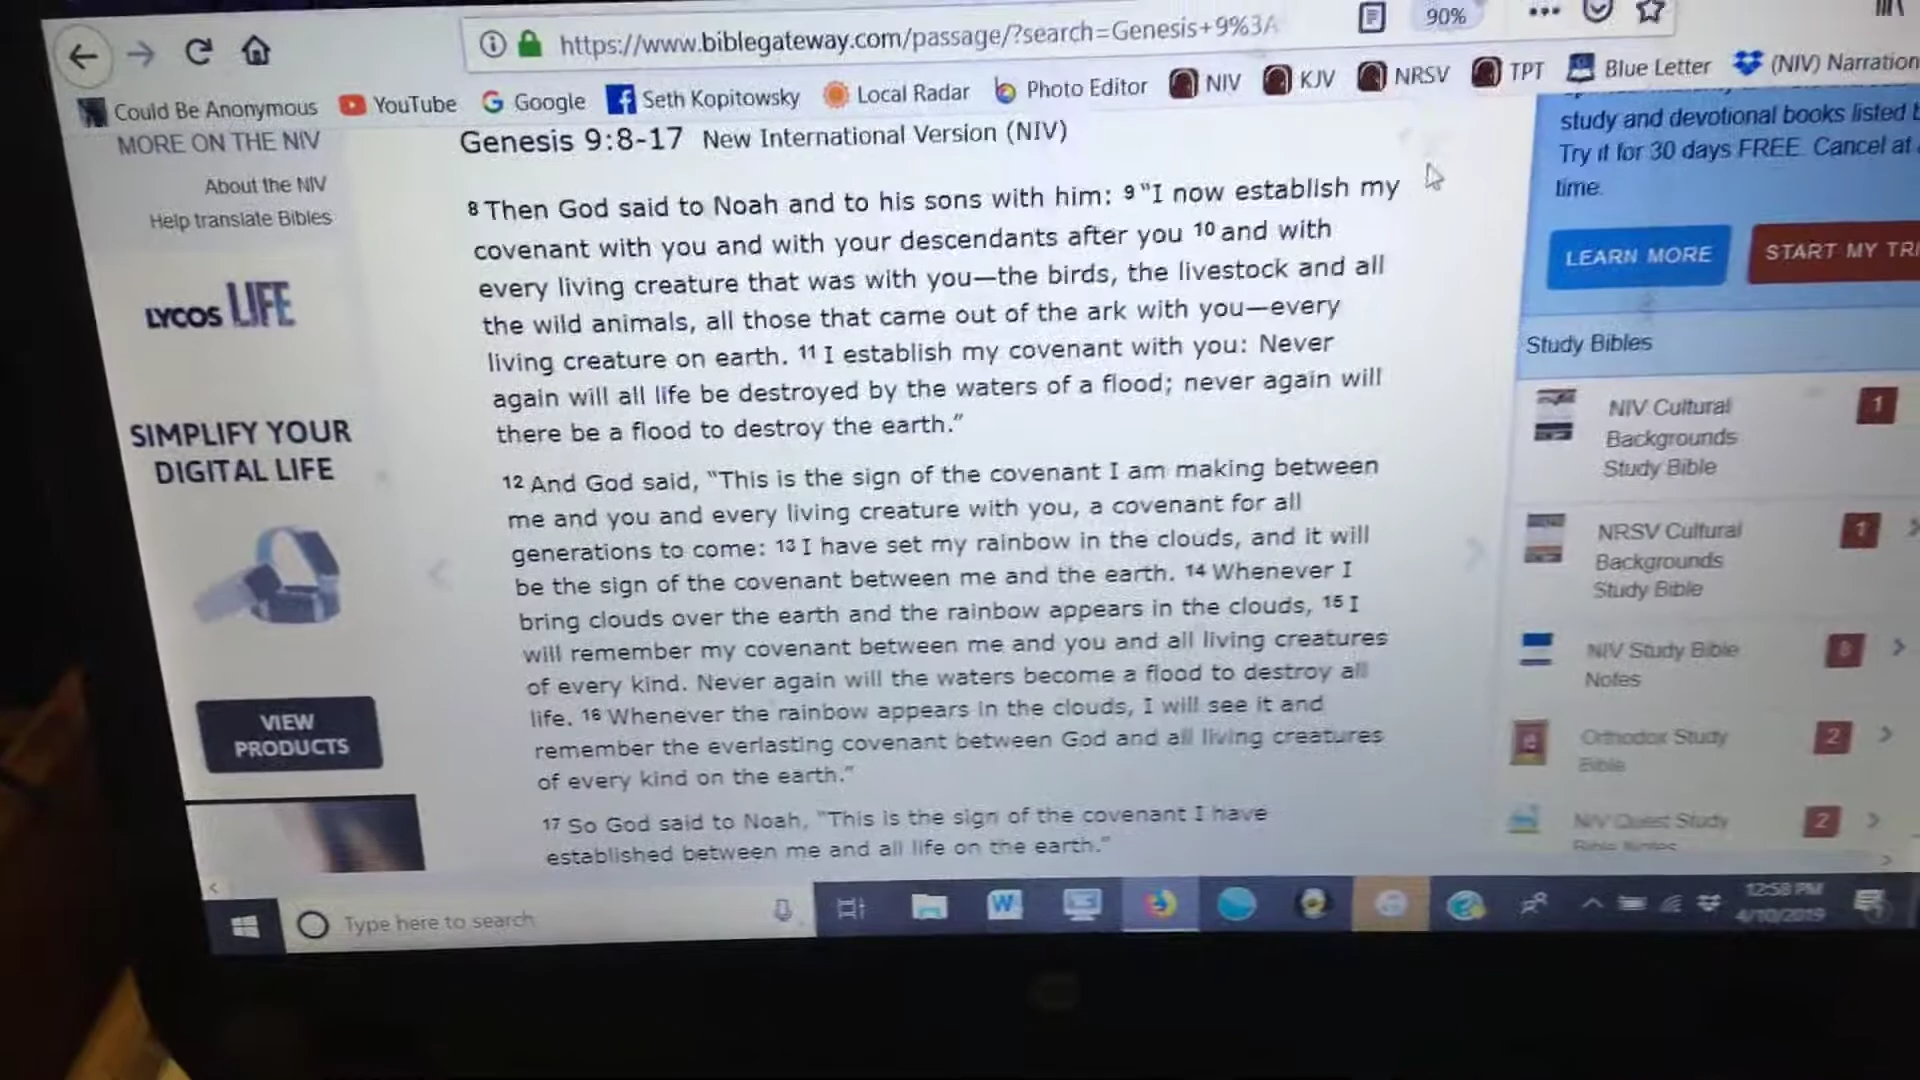 https://www.biblegateway.com/passage/?search=Genesis+9%3A
90%
Could Be Anonymous
YouTube
Google
Seth Kopitowsky
Local Radar
Photo Editor
NIV
KJV
NRSV
TPT
Blue Letter
(NIV) Narration
MORE ON THE NIV
About the NIV
Help translate Bibles
LYCOS LIFE
SIMPLIFY YOUR
DIGITAL LIFE
VIEW
PRODUCTS
Genesis 9:8-17 New International Version (NIV)
8 Then God said to Noah and to his sons with him: 9 “I now establish my
covenant with you and with your descendants after you 10 and with
every living creature that was with you—the birds, the livestock and all
the wild animals, all those that came out of the ark with you—every
living creature on earth. 11 I establish my covenant with you: Never
again will all life be destroyed by the waters of a flood; never again will
there be a flood to destroy the earth.”
12 And God said, “This is the sign of the covenant I am making between
me and you and every living creature with you, a covenant for all
generations to come: 13 I have set my rainbow in the clouds, and it will
be the sign of the covenant between me and the earth. 14 Whenever I
bring clouds over the earth and the rainbow appears in the clouds, 15 I
will remember my covenant between me and you and all living creatures
of every kind. Never again will the waters become a flood to destroy all
life. 16 Whenever the rainbow appears in the clouds, I will see it and
remember the everlasting covenant between God and all living creatures
of every kind on the earth.”
17 So God said to Noah, “This is the sign of the covenant I have
established between me and all life on the earth.”
study and devotional books listed
Try it for 30 days FREE. Cancel at
time.
LEARN MORE
START MY TRI
Study Bibles
NIV Cultural
Backgrounds
Study Bible
1
NRSV Cultural
Backgrounds
Study Bible
1
NIV Study Bible
Notes
8
Orthodox Study
Bible
2
NIV Quest Study
Bible Notes
2
Type here to search
12:58 PM
4/10/2019